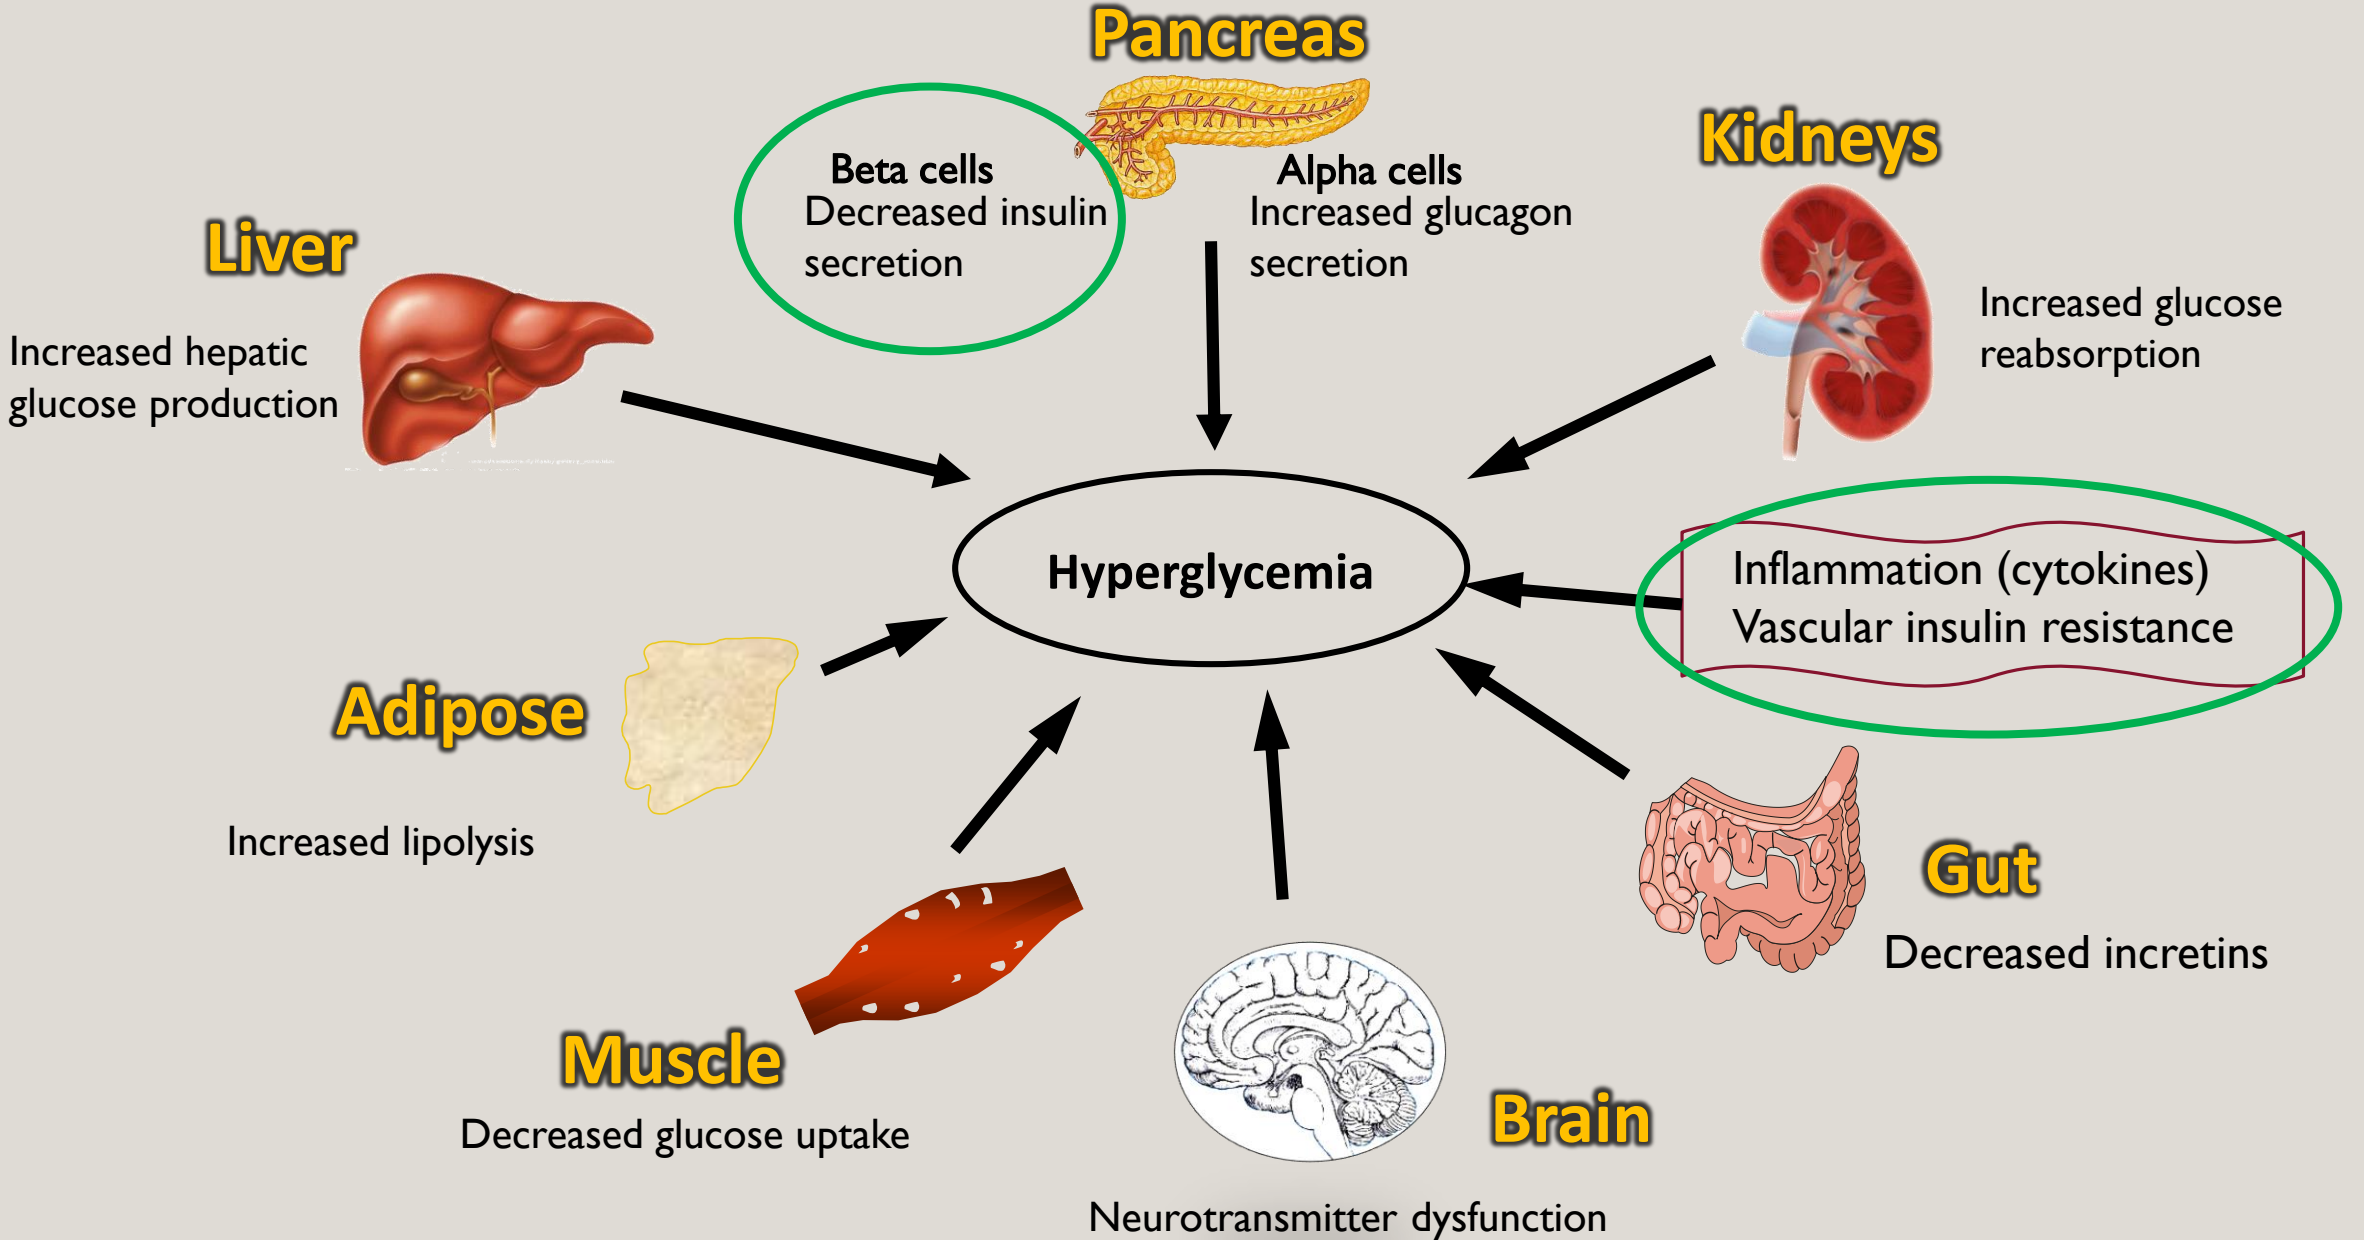 Pancreas
Beta cells
Decreased insulin
secretion
Alpha cells
Increased glucagon
secretion
Kidneys
Increased glucose
reabsorption
Liver
Increased hepatic
glucose production
Hyperglycemia
Inflammation (cytokines)
Vascular insulin resistance
Adipose
Increased lipolysis
Muscle
Decreased glucose uptake
Brain
Neurotransmitter dysfunction
Gut
Decreased incretins